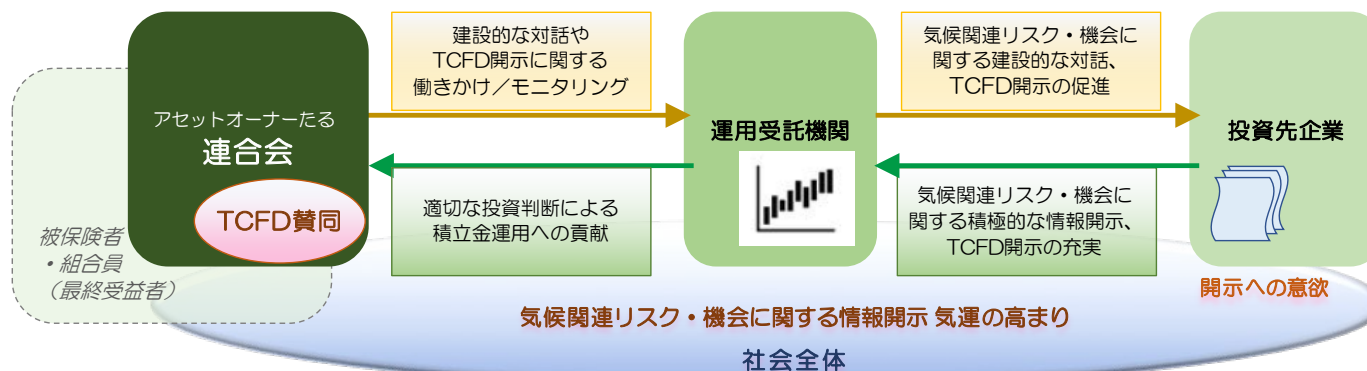 アセットオーナーたる
連合会
TCFD賛同
被保険者
・組合員
（最終受益者）
建設的な対話や
TCFD開示に関する
働きかけ／モニタリング
適切な投資判断による
積立金運用への貢献
運用受託機関
気候関連リスク・機会に
関する建設的な対話、
TCFD開示の促進
気候関連リスク・機会に
関する積極的な情報開示、
TCFD開示の充実
投資先企業
開示への意欲
気候関連リスク・機会に関する情報開示 気運の高まり
社会全体